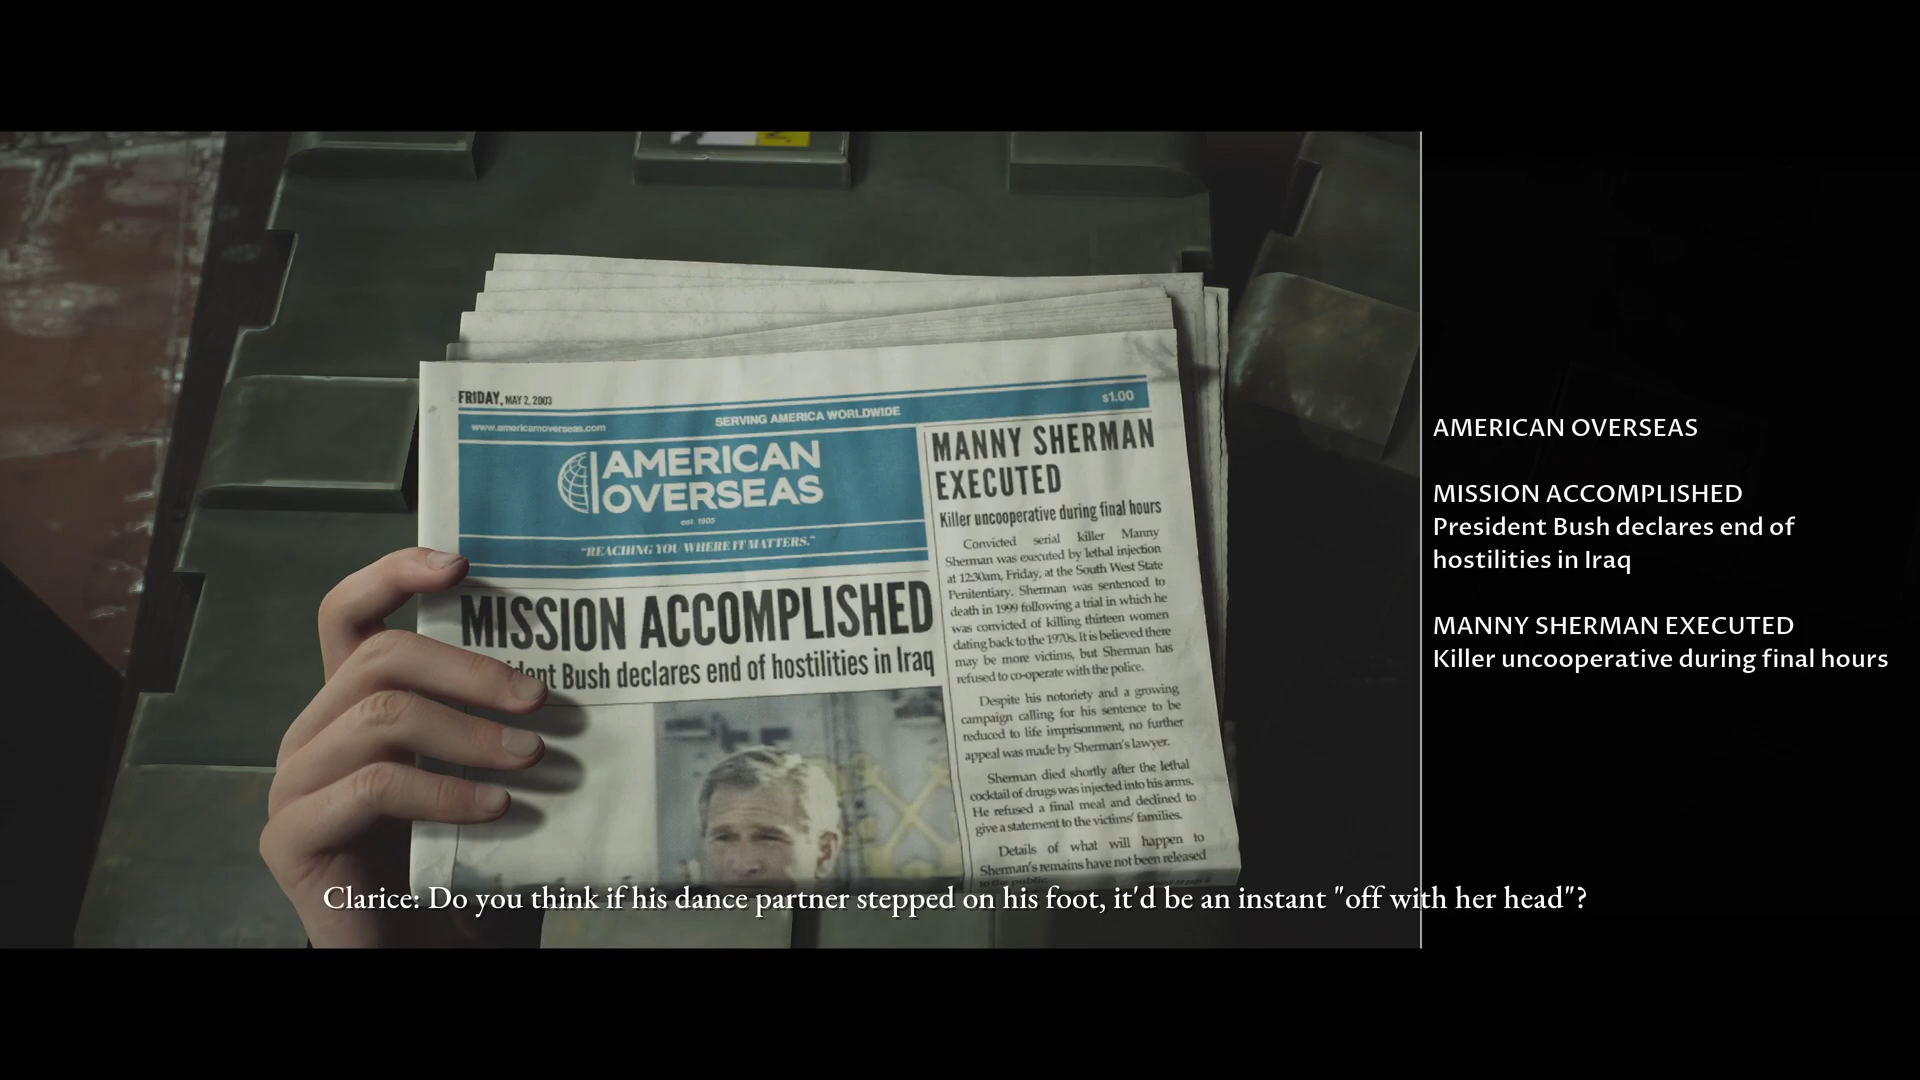 FRIDAY, MAY 2, 2003
www.americanoverseas.com
SERVING AMERICA WORLDWIDE
$1.00
AMERICAN
OVERSEAS
est 1905
"REACHING YOU WHERE IT MATTERS."
MISSION ACCOMPLISHED
dent Bush declares end of hostilities in Iraq
MANNY SHERMAN
EXECUTED
Killer uncooperative during final hours
Convicted serial killer Manny
Sherman was executed by lethal injection
at 12:30am, Friday, at the South West State
Penitentiary. Sherman was sentenced to
death in 1999 following a trial in which he
was convicted of killing thirteen women
dating back to the 1970s. It is believed there
may be more victims, but Sherman has
refused to co-operate with the police.
Despite his notoriety and a growing
campaign calling for his sentence to be
reduced to life imprisonment, no further
appeal was made by Sherman's lawyer.
Sherman died shortly after the lethal
cocktail of drugs was injected into his arms.
He refused a final meal and declined to
give a statement to the victims' families.
Details of what will happen to
Sherman's remains have not been released
to the public.
Clarice: Do you think if his dance partner stepped on his foot, it'd be an instant "off with her head"?
AMERICAN OVERSEAS
MISSION ACCOMPLISHED
President Bush declares end of
hostilities in Iraq
MANNY SHERMAN EXECUTED
Killer uncooperative during final hours